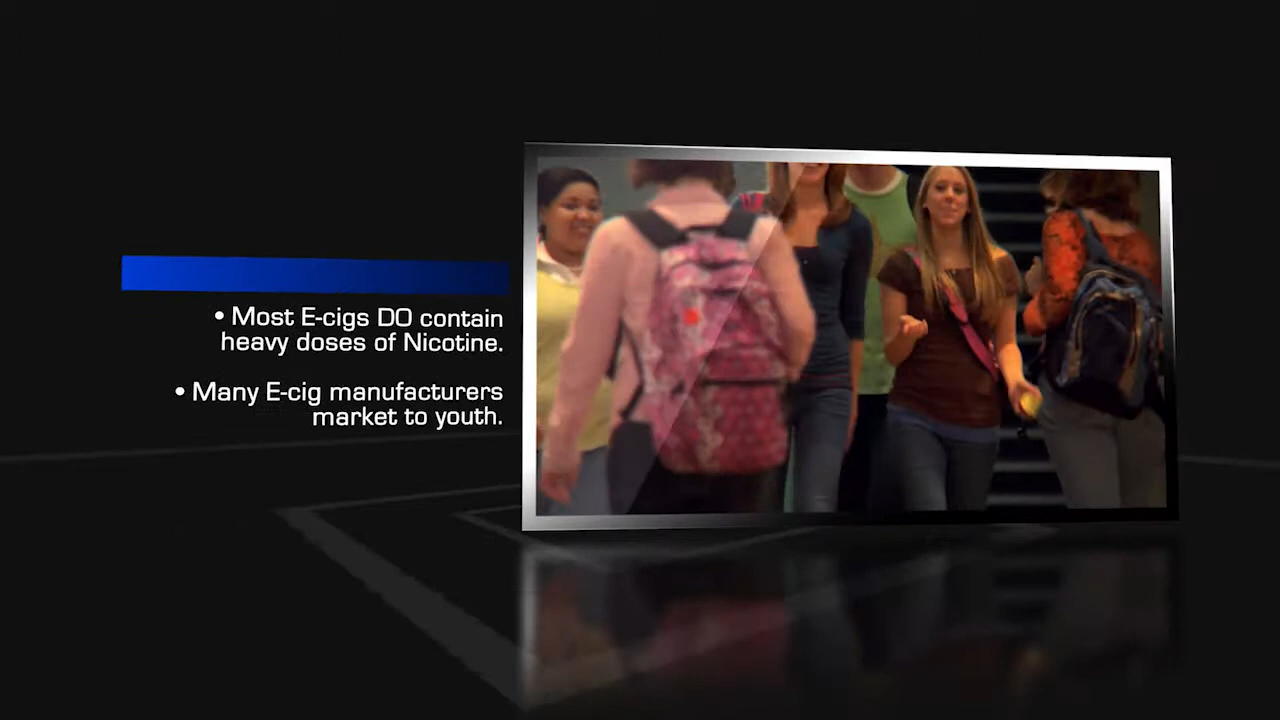 • Most E-cigs DO contain
heavy doses of Nicotine.
• Many E-cig manufacturers
market to youth.